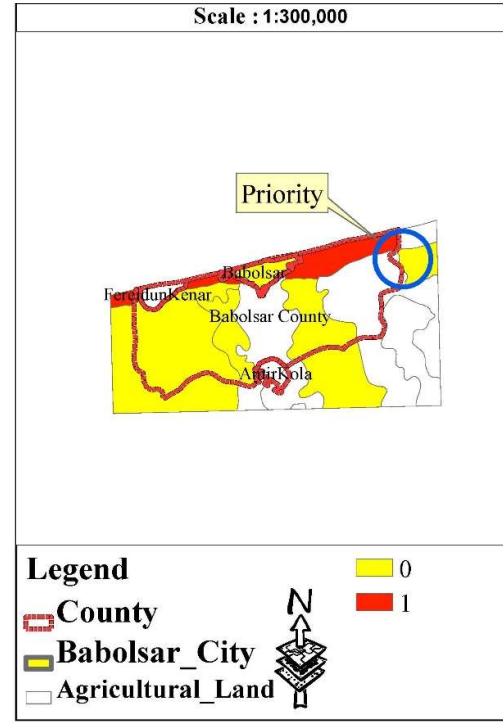 Scale : 1:300,000
Priority
Babolsar
FereidunKenar
Babolsar County
AmirKola
Legend
0
County
N
1
Babolsar_City
Agricultural_Land